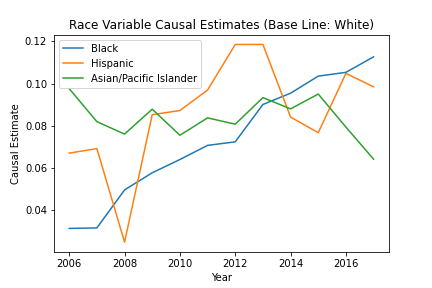 Race Variable Causal Estimates (Base Line: White)
0.12
0.10
0.08
0.06
0.04
Causal Estimate
Black
Hispanic
Asian/Pacific Islander
2006
2008
2010
2012
2014
2016
Year